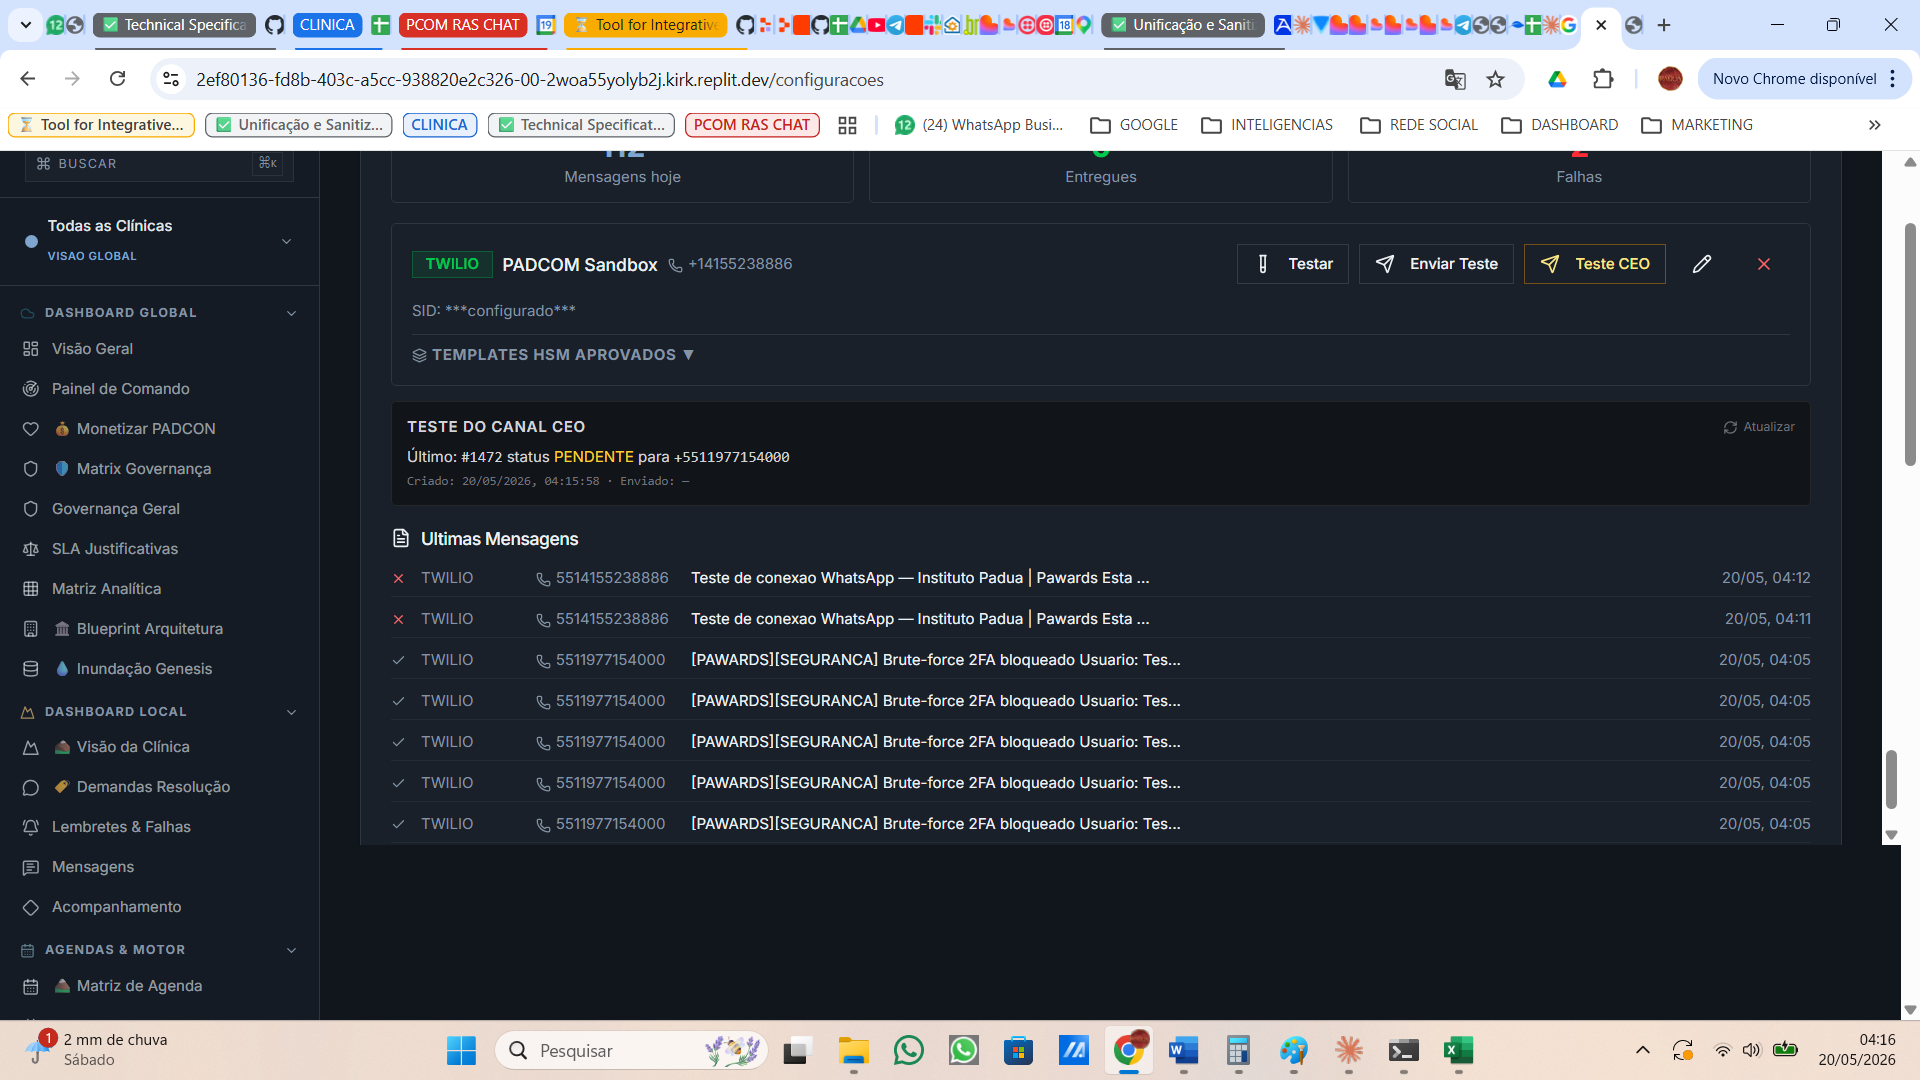 Technical Specifica
CLINICA
PCOM RAS CHAT
Tool for Integrative
Unificação e Saniti
2ef80136-fd8b-403c-a5cc-938820e2c326-00-2woa55yolyb2j.kirk.replit.dev/configuracoes
Novo Chrome disponível
Tool for Integrative...
Unificação e Sanitiz...
CLINICA
Technical Specificat...
PCOM RAS CHAT
(24) WhatsApp Busi...
GOOGLE
INTELIGENCIAS
REDE SOCIAL
DASHBOARD
MARKETING
BUSCAR
⌘K
Todas as Clínicas
VISAO GLOBAL
DASHBOARD GLOBAL
Visão Geral
Painel de Comando
Monetizar PADCON
Matrix Governança
Governança Geral
SLA Justificativas
Matriz Analítica
Blueprint Arquitetura
Inundação Genesis
DASHBOARD LOCAL
Visão da Clínica
Demandas Resolução
Lembretes & Falhas
Mensagens
Acompanhamento
AGENDAS & MOTOR
Matriz de Agenda
Mensagens hoje
Entregues
Falhas
TWILIO PADCOM Sandbox +14155238886
Testar
Enviar Teste
Teste CEO
SID: ***configurado***
TEMPLATES HSM APROVADOS ▼
TESTE DO CANAL CEO
Atualizar
Último: #1472 status PENDENTE para +5511977154000
Criado: 20/05/2026, 04:15:58 · Enviado: —
Ultimas Mensagens
TWILIO 5514155238886 Teste de conexao WhatsApp — Instituto Padua | Pawards Esta ... 20/05, 04:12
TWILIO 5514155238886 Teste de conexao WhatsApp — Instituto Padua | Pawards Esta ... 20/05, 04:11
TWILIO 5511977154000 [PAWARDS][SEGURANCA] Brute-force 2FA bloqueado Usuario: Tes... 20/05, 04:05
TWILIO 5511977154000 [PAWARDS][SEGURANCA] Brute-force 2FA bloqueado Usuario: Tes... 20/05, 04:05
TWILIO 5511977154000 [PAWARDS][SEGURANCA] Brute-force 2FA bloqueado Usuario: Tes... 20/05, 04:05
TWILIO 5511977154000 [PAWARDS][SEGURANCA] Brute-force 2FA bloqueado Usuario: Tes... 20/05, 04:05
TWILIO 5511977154000 [PAWARDS][SEGURANCA] Brute-force 2FA bloqueado Usuario: Tes... 20/05, 04:05
1
2 mm de chuva
Sábado
Pesquisar
04:16
20/05/2026